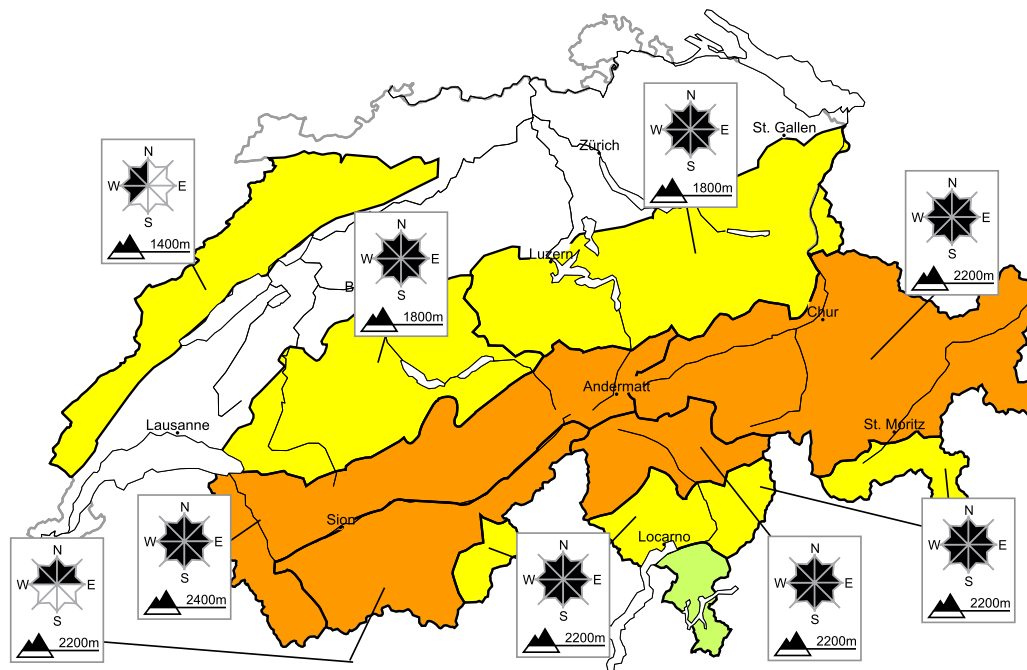 N
W E
S
1400m
N
W E
S
1800m
N
W E
S
1800m
N
W E
S
2200m
St. Gallen
Zürich
Luzern
B
Chur
Andermatt
St. Moritz
Lausanne
Sion
Locarno
N
W E
S
2400m
N
W E
S
2200m
N
W E
S
2200m
N
W E
S
2200m
N
W E
S
2200m